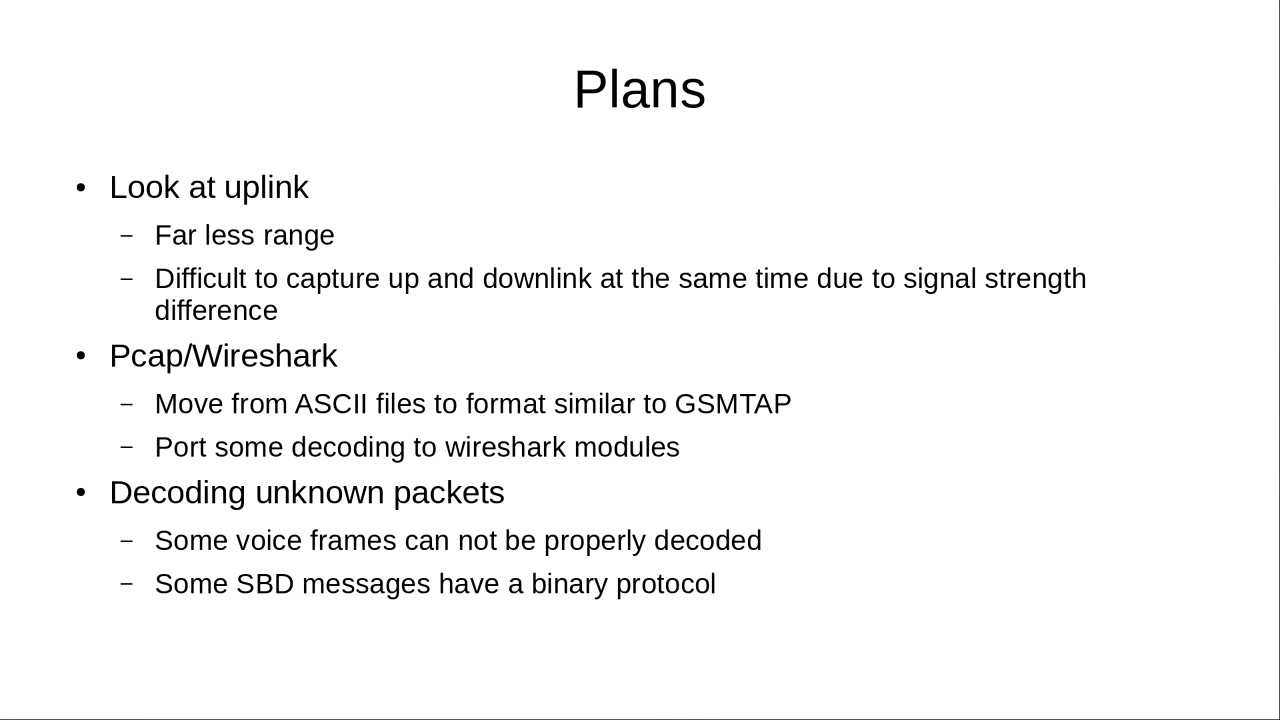 Plans
• Look at uplink
– Far less range
– Difficult to capture up and downlink at the same time due to signal strength
difference
• Pcap/Wireshark
– Move from ASCII files to format similar to GSMTAP
– Port some decoding to wireshark modules
• Decoding unknown packets
– Some voice frames can not be properly decoded
– Some SBD messages have a binary protocol